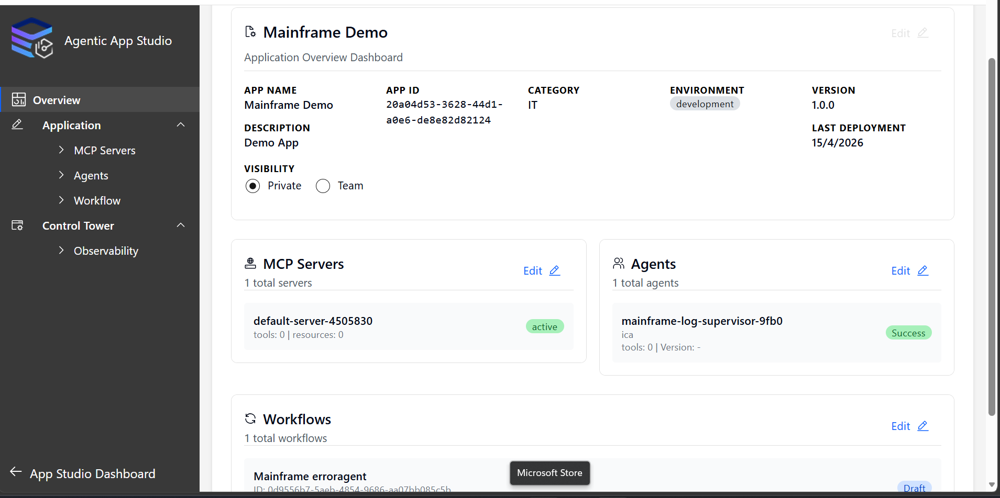 Agentic App Studio
Overview
Application
MCP Servers
Agents
Workflow
Control Tower
Observability
App Studio Dashboard
Mainframe Demo
Edit
Application Overview Dashboard
APP NAME
Mainframe Demo
APP ID
20a04d53-3628-44d1-
a0e6-de8e82d82124
CATEGORY
IT
ENVIRONMENT
development
VERSION
1.0.0
DESCRIPTION
Demo App
LAST DEPLOYMENT
15/4/2026
VISIBILITY
Private Team
MCP Servers
Edit
1 total servers
default-server-4505830
tools: 0 | resources: 0
active
Agents
Edit
1 total agents
mainframe-log-supervisor-9fb0
ica
tools: 0 | Version: -
Success
Workflows
Edit
1 total workflows
Mainframe erroragent
ID: 0d9556b7-5aeb-4854-9686-aa07bb085c5b
Draft
Microsoft Store